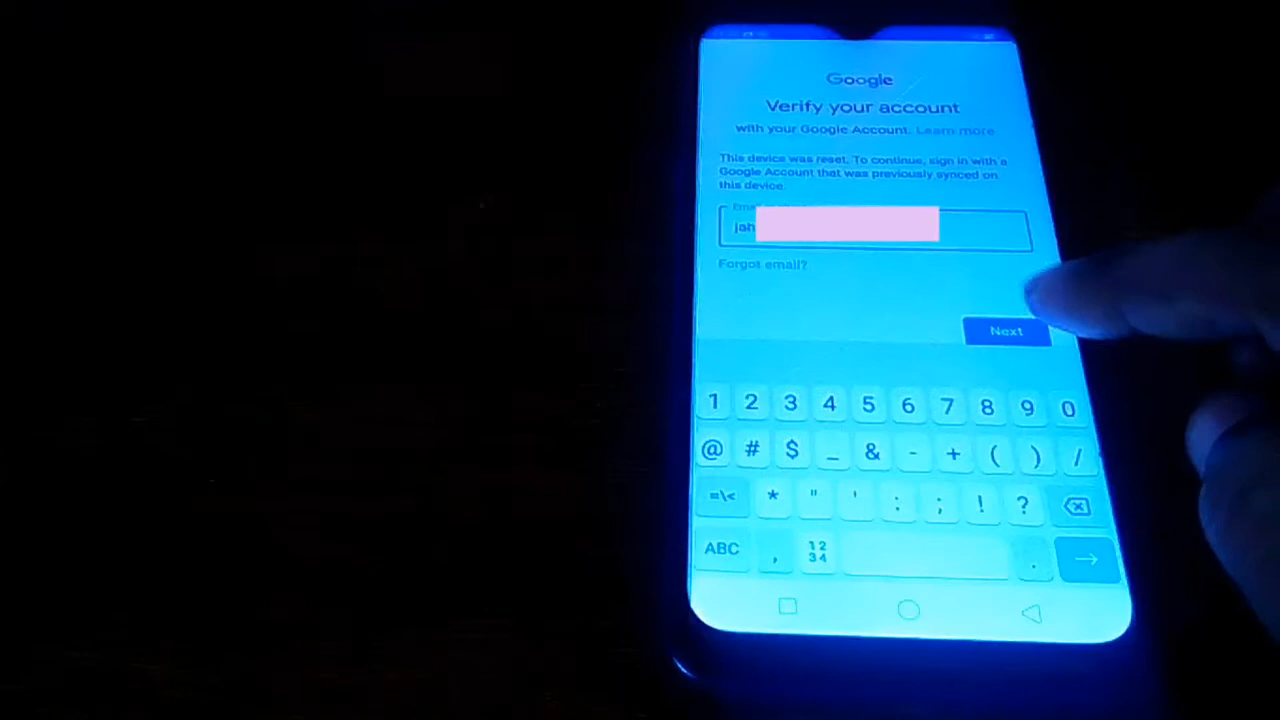 Google
Verify your account
with your Google Account. Learn more
This device was reset. To continue, sign in with a
Google Account that was previously synced on
this device.
jah
Forgot email?
Next
1 2 3 4 5 6 7 8 9 0
@ # $ _ & - + ( ) /
=\< * " ' : ; ! ?
ABC , 12 34 .